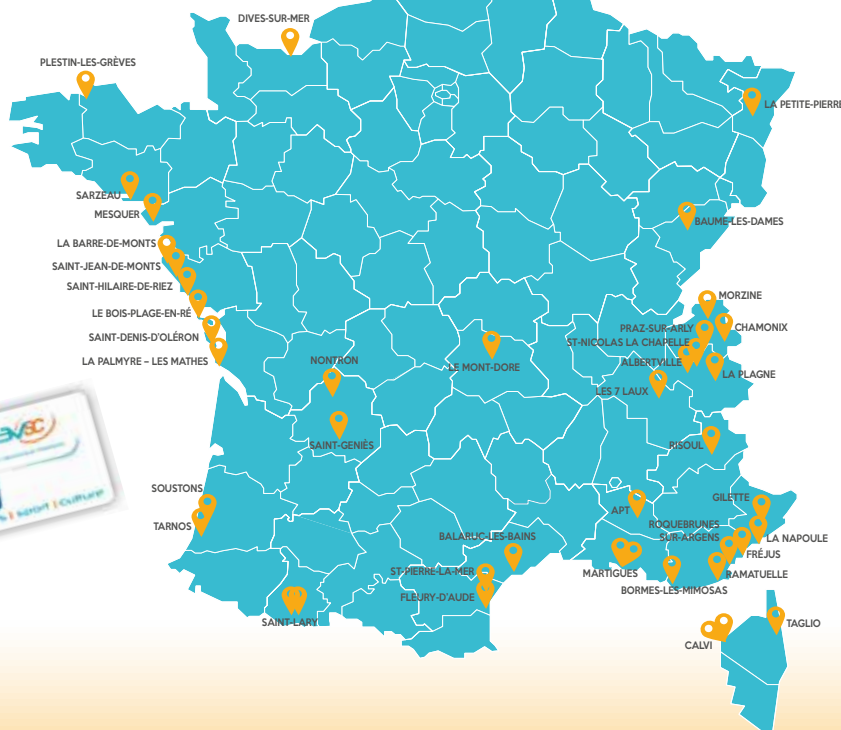 DIVES-SUR-MER
PLESTIN-LES-GRÈVES
LA PETITE-PIERRE
SARZEAU
MESQUER
BAUME-LES-DAMES
LA BARRE-DE-MONTS
SAINT-JEAN-DE-MONTS
SAINT-HILAIRE-DE-RIEZ
MORZINE
LE BOIS-PLAGE-EN-RÉ
PRAZ-SUR-ARLY
CHAMONIX
SAINT-DENIS-D'OLÉRON
ST-NICOLAS LA CHAPELLE
LA PALMYRE – LES MATHES
NONTRON
LE MONT-DORE
ALBERTVILLE
LA PLAGNE
LES 7 LAUX
SAINT-GENIÈS
RISOUL
SOUSTONS
GILETTE
APT
TARNOS
ROQUEBRUNES
SUR-ARGENS
BALARUC-LES-BAINS
LA NAPOULE
FRÉJUS
ST-PIERRE-LA-MER
MARTIGUES
RAMATUELLE
BORMES-LES-MIMOSAS
FLEURY-D'AUDE
SAINT-LARY
TAGLIO
CALVI
sport | culture